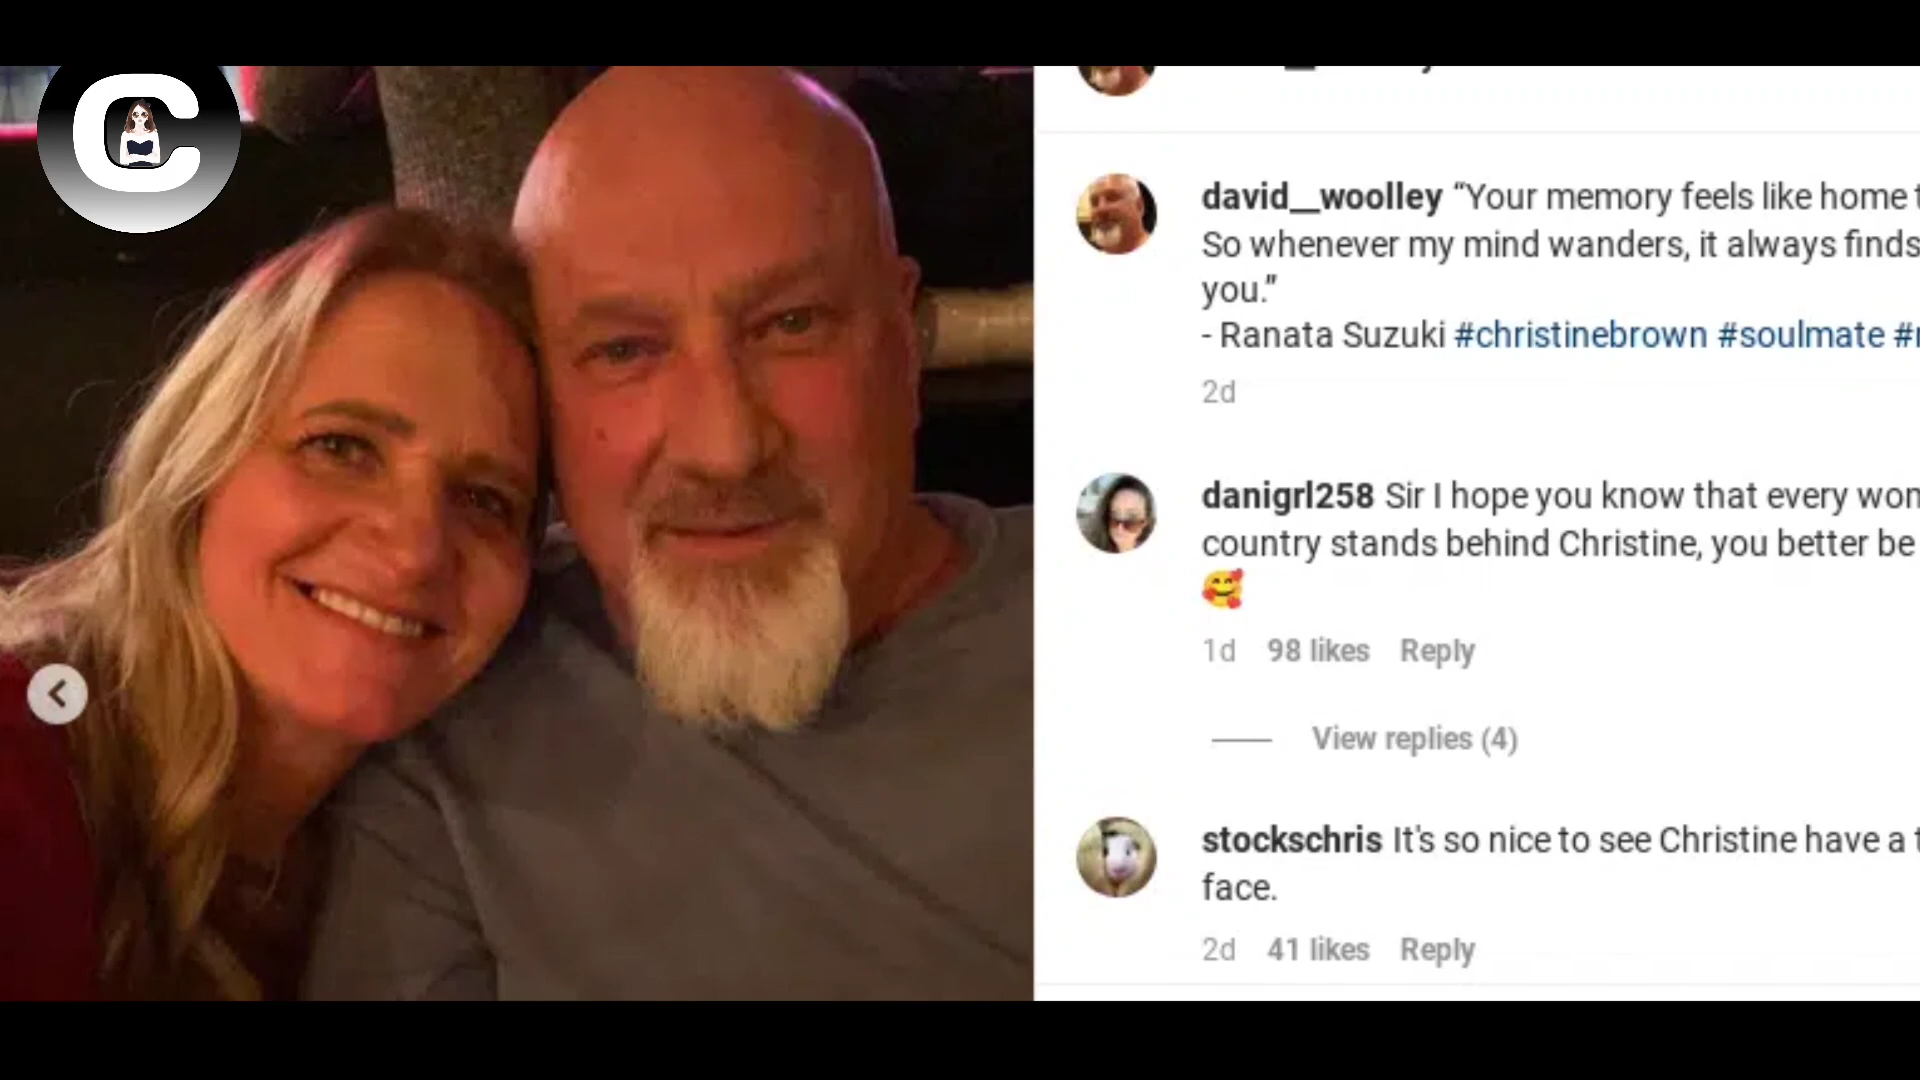 C
david__woolley “Your memory feels like home t
So whenever my mind wanders, it always finds
you.”
- Ranata Suzuki #christinebrown #soulmate #
2d
danigrl258 Sir I hope you know that every wom
country stands behind Christine, you better be
1d 98 likes Reply
View replies (4)
stockschris It's so nice to see Christine have a t
face.
2d 41 likes Reply